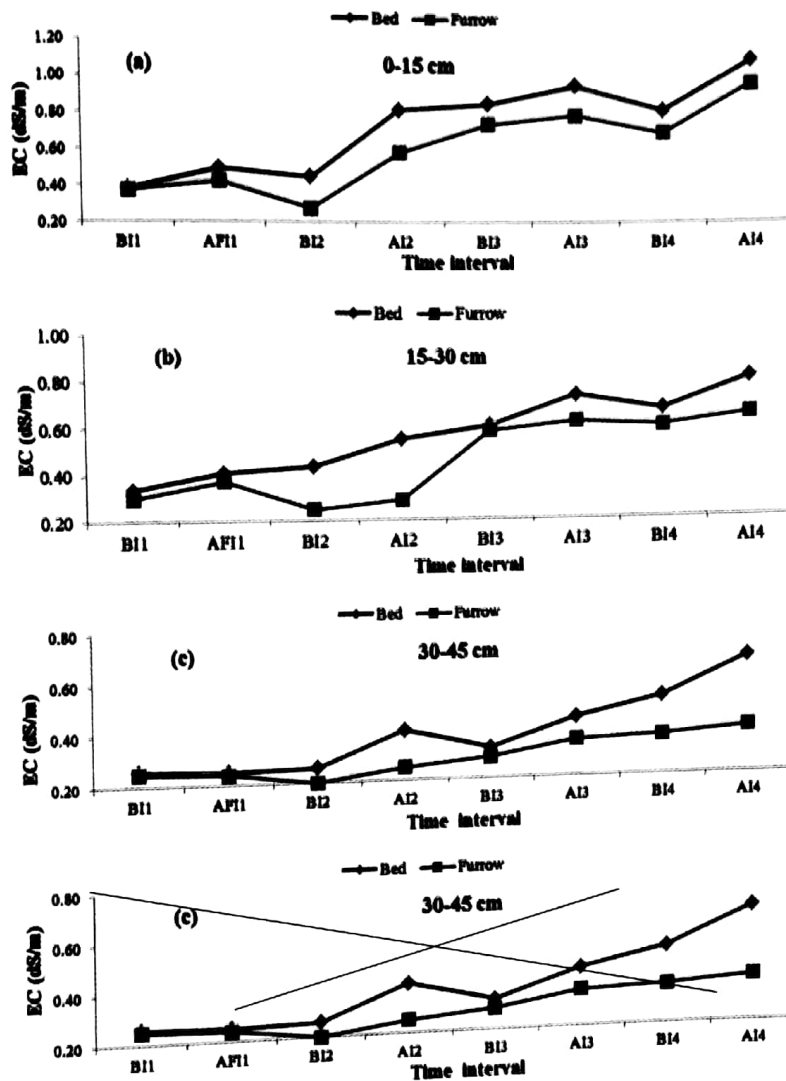 Bed Furrow
1.20
(a)
0-15 cm
1.00
0.80
0.60
0.40
0.20
EC (dS/m)
BI1 AFI1 BI2 AI2 BI3 AI3 BI4 AI4
Time interval
Bed Furrow
1.00
(b)
15-30 cm
0.80
0.60
0.40
0.20
EC (dS/m)
BI1 AFI1 BI2 AI2 BI3 AI3 BI4 AI4
Time interval
Bed Furrow
0.80
(c)
30-45 cm
0.60
0.40
0.20
EC (dS/m)
BI1 AFI1 BI2 AI2 BI3 AI3 BI4 AI4
Time interval
Bed Furrow
0.80
(c)
30-45 cm
0.60
0.40
0.20
EC (dS/m)
BI1 AFI1 BI2 AI2 BI3 AI3 BI4 AI4
Time interval